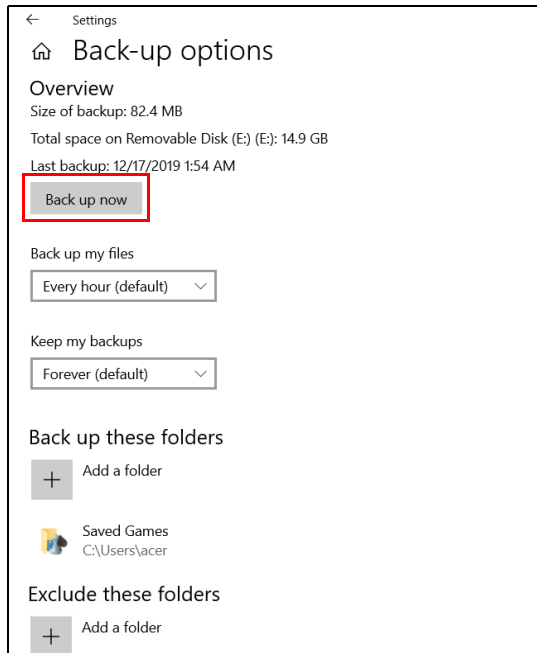 Settings
Back-up options
Overview
Size of backup: 82.4 MB
Total space on Removable Disk (E:) (E:): 14.9 GB
Last backup: 12/17/2019 1:54 AM
Back up now
Back up my files
Every hour (default)
Keep my backups
Forever (default)
Back up these folders
Add a folder
Saved Games
C:\Users\acer
Exclude these folders
Add a folder